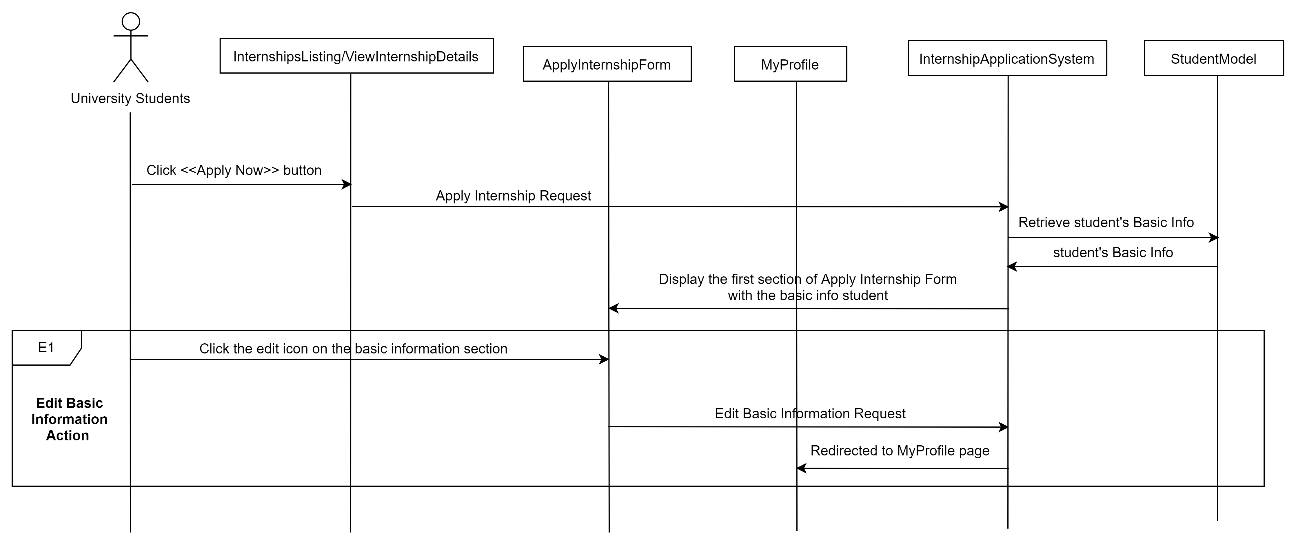 University Students
InternshipsListing/ViewInternshipDetails
ApplyInternshipForm
MyProfile
InternshipApplicationSystem
StudentModel
Click <<Apply Now>> button
Apply Internship Request
Retrieve student's Basic Info
student's Basic Info
Display the first section of Apply Internship Form
with the basic info student
E1
Click the edit icon on the basic information section
Edit Basic
Information
Action
Edit Basic Information Request
Redirected to MyProfile page